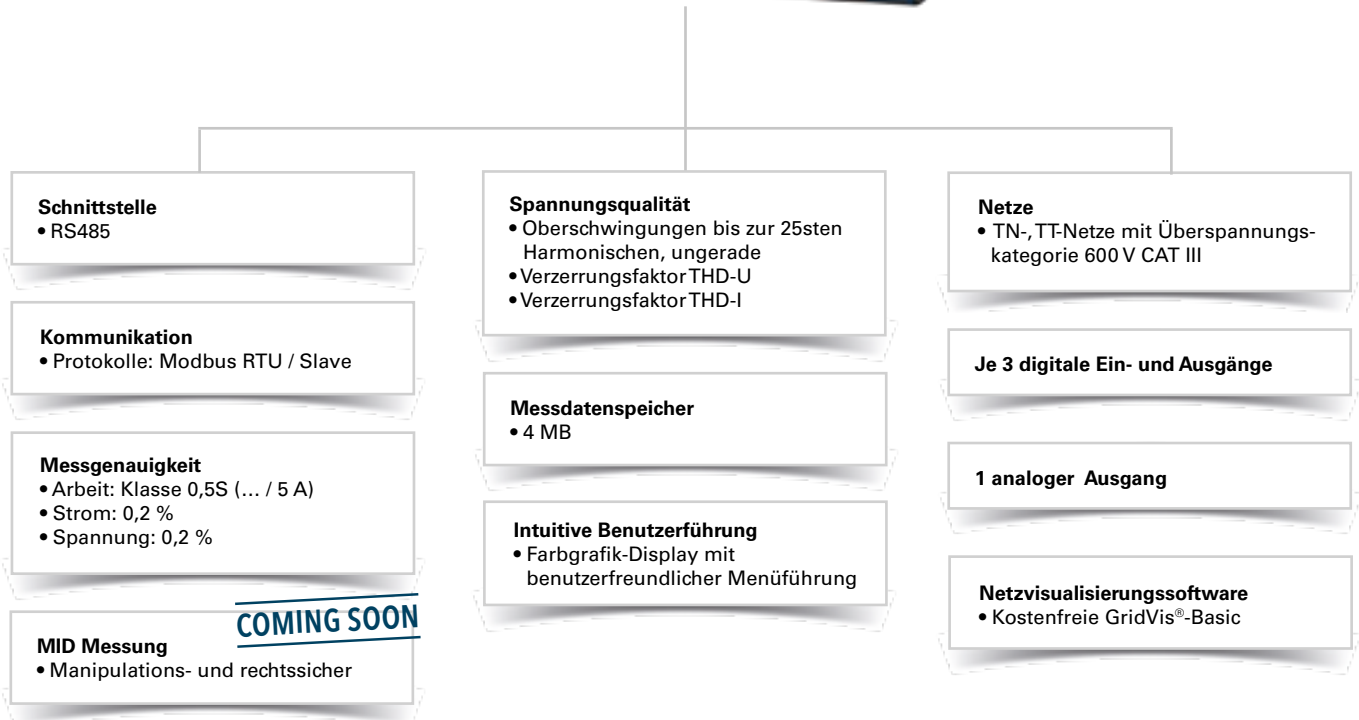 Schnittstelle
• RS485
Kommunikation
• Protokolle: Modbus RTU / Slave
Messgenauigkeit
• Arbeit: Klasse 0,5S (… / 5 A)
• Strom: 0,2 %
• Spannung: 0,2 %
COMING SOON
MID Messung
• Manipulations- und rechtssicher
Spannungsqualität
• Oberschwingungen bis zur 25sten
Harmonischen, ungerade
• Verzerrungsfaktor THD-U
• Verzerrungsfaktor THD-I
Messdatenspeicher
• 4 MB
Intuitive Benutzerführung
• Farbgrafik-Display mit
benutzerfreundlicher Menüführung
Netze
• TN-, TT-Netze mit Überspannungs-
kategorie 600 V CAT III
Je 3 digitale Ein- und Ausgänge
1 analoger Ausgang
Netzvisualisierungssoftware
• Kostenfreie GridVis®-Basic